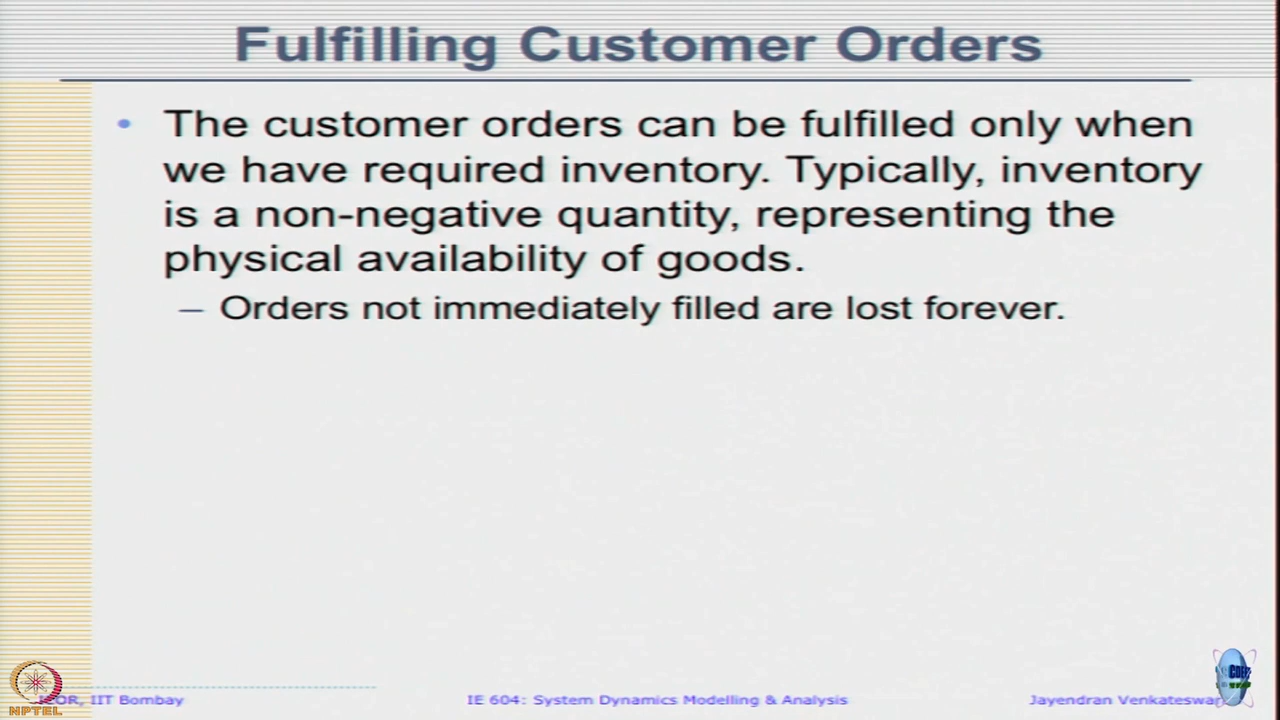 Fulfilling Customer Orders
• The customer orders can be fulfilled only when
we have required inventory. Typically, inventory
is a non-negative quantity, representing the
physical availability of goods.
– Orders not immediately filled are lost forever.
IIT Bombay
IE 604: System Dynamics Modelling & Analysis
Jayendran
NPTEL